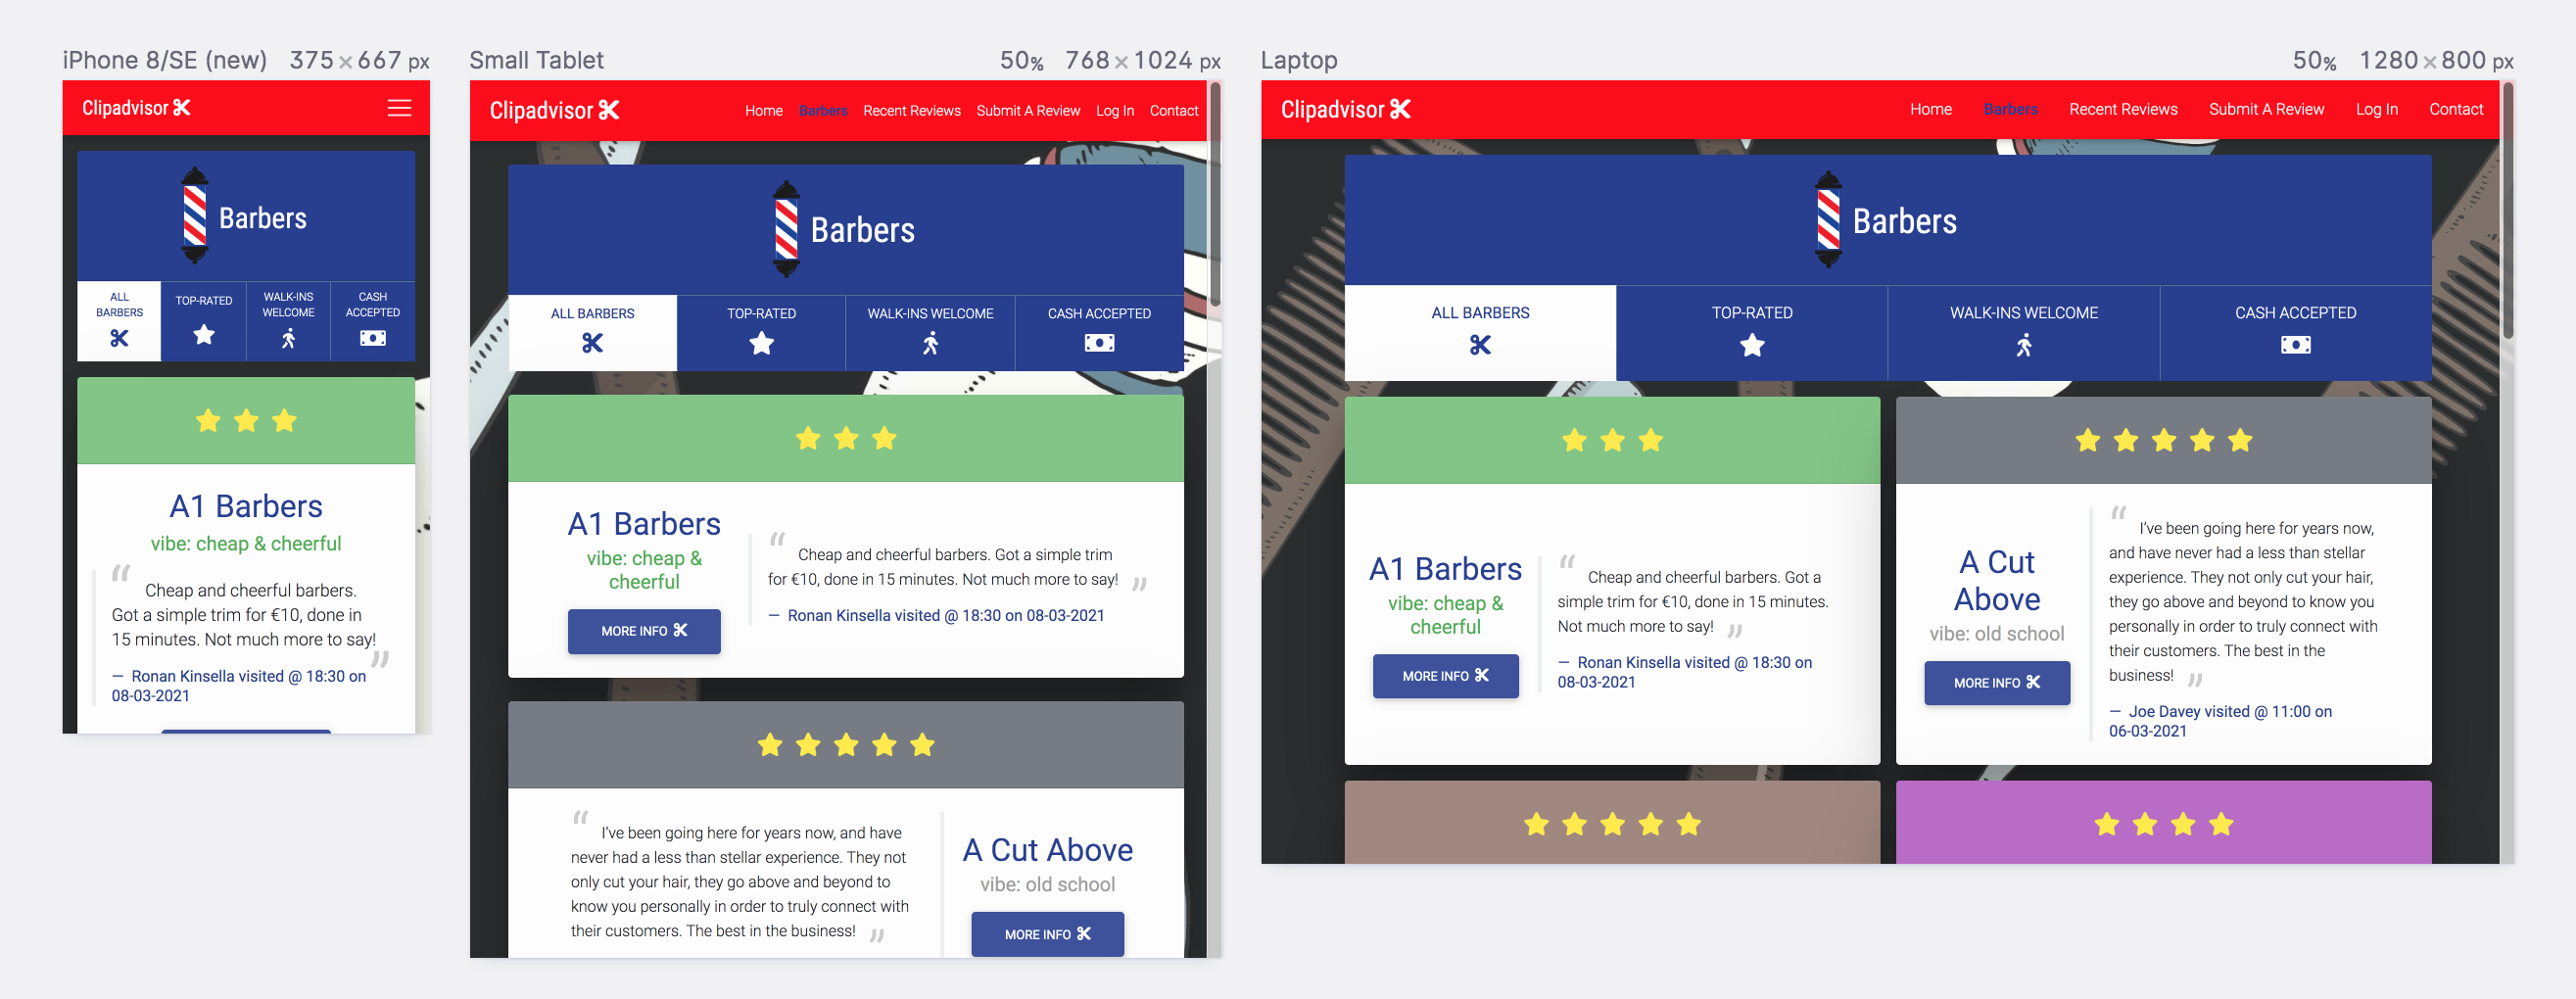 iPhone 8/SE (new) 375×667 px
Clipadvisor
Barbers
ALL
BARBERS
TOP-RATED
WALK-INS
WELCOME
CASH
ACCEPTED
A1 Barbers
vibe: cheap & cheerful
“ Cheap and cheerful barbers.
Got a simple trim for €10, done in
15 minutes. Not much more to say! ”
— Ronan Kinsella visited @ 18:30 on
08-03-2021
Small Tablet 50% 768×1024 px
Clipadvisor Home Barbers Recent Reviews Submit A Review Log In Contact
Barbers
ALL BARBERS TOP-RATED WALK-INS WELCOME CASH ACCEPTED
A1 Barbers
vibe: cheap &
cheerful
MORE INFO
“ Cheap and cheerful barbers. Got a simple trim
for €10, done in 15 minutes. Not much more to say! ”
— Ronan Kinsella visited @ 18:30 on 08-03-2021
“ I've been going here for years now, and have
never had a less than stellar experience. They not
only cut your hair, they go above and beyond to
know you personally in order to truly connect with
their customers. The best in the business! ”
A Cut Above
vibe: old school
MORE INFO
Laptop 50% 1280×800 px
Clipadvisor Home Barbers Recent Reviews Submit A Review Log In Contact
Barbers
ALL BARBERS TOP-RATED WALK-INS WELCOME CASH ACCEPTED
A1 Barbers
vibe: cheap &
cheerful
MORE INFO
“ Cheap and cheerful barbers. Got a
simple trim for €10, done in 15 minutes.
Not much more to say! ”
— Ronan Kinsella visited @ 18:30 on
08-03-2021
A Cut
Above
vibe: old school
MORE INFO
“ I've been going here for years now,
and have never had a less than stellar
experience. They not only cut your hair,
they go above and beyond to know you
personally in order to truly connect with
their customers. The best in the
business! ”
— Joe Davey visited @ 11:00 on
06-03-2021